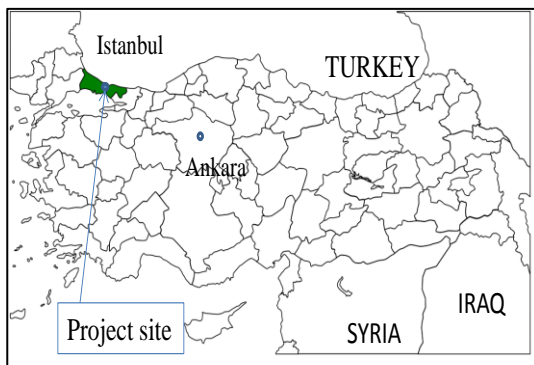 Istanbul
TURKEY
Ankara
Project site
SYRIA
IRAQ